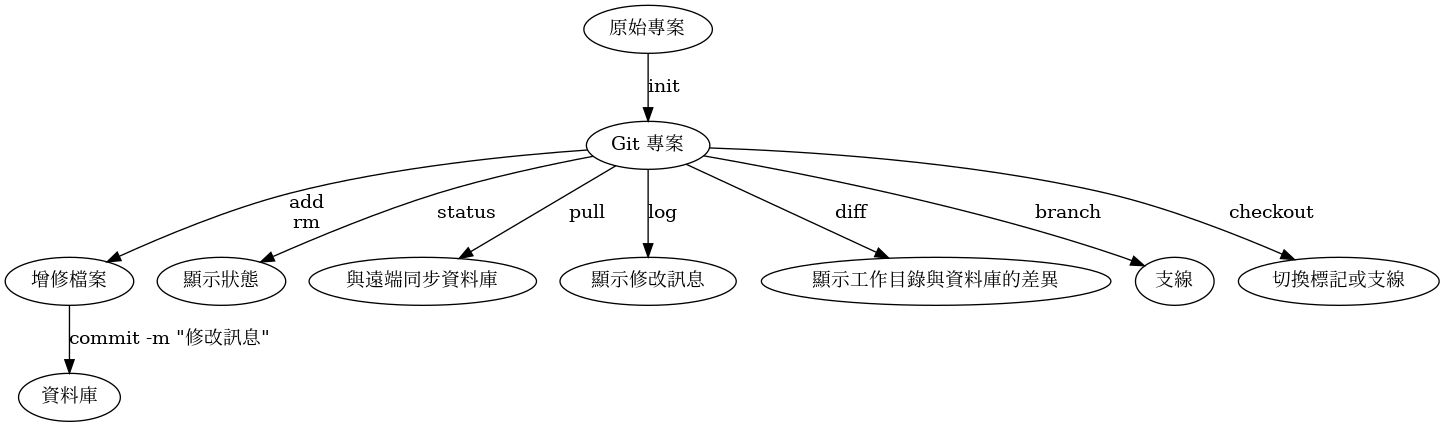 原始專案
init
Git 專案
add
rm
status
pull
log
diff
branch
checkout
增修檔案
顯示狀態
與遠端同步資料庫
顯示修改訊息
顯示工作目錄與資料庫的差異
支線
切換標記或支線
commit -m "修改訊息"
資料庫